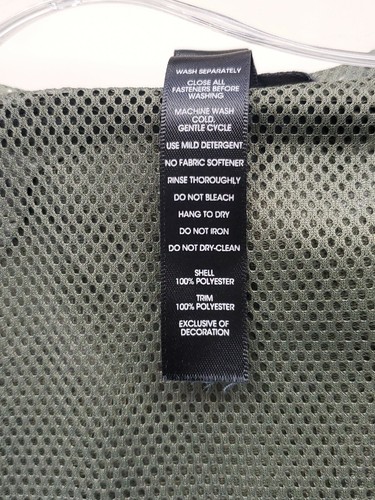 WASH SEPARATELY
CLOSE ALL
FASTENERS BEFORE
WASHING
MACHINE WASH
COLD,
GENTLE CYCLE
USE MILD DETERGENT
NO FABRIC SOFTENER
RINSE THOROUGHLY
DO NOT BLEACH
HANG TO DRY
DO NOT IRON
DO NOT DRY-CLEAN
SHELL
100% POLYESTER
TRIM
100% POLYESTER
EXCLUSIVE OF
DECORATION